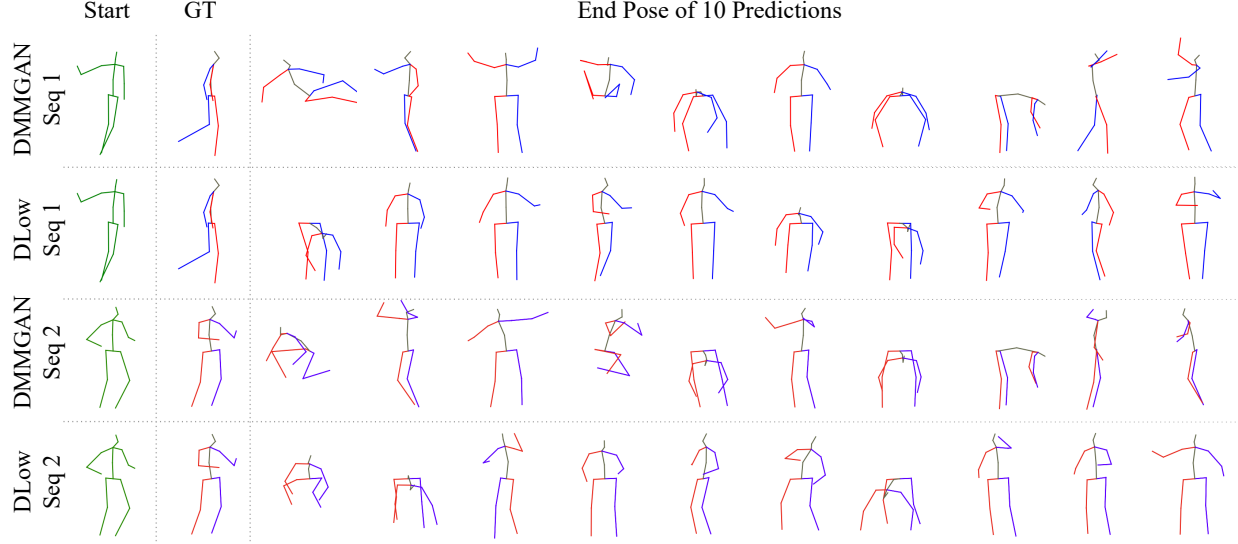 Start GT End Pose of 10 Predictions
DMMGAN
Seq 1
DLow
Seq 1
DMMGAN
Seq 2
DLow
Seq 2